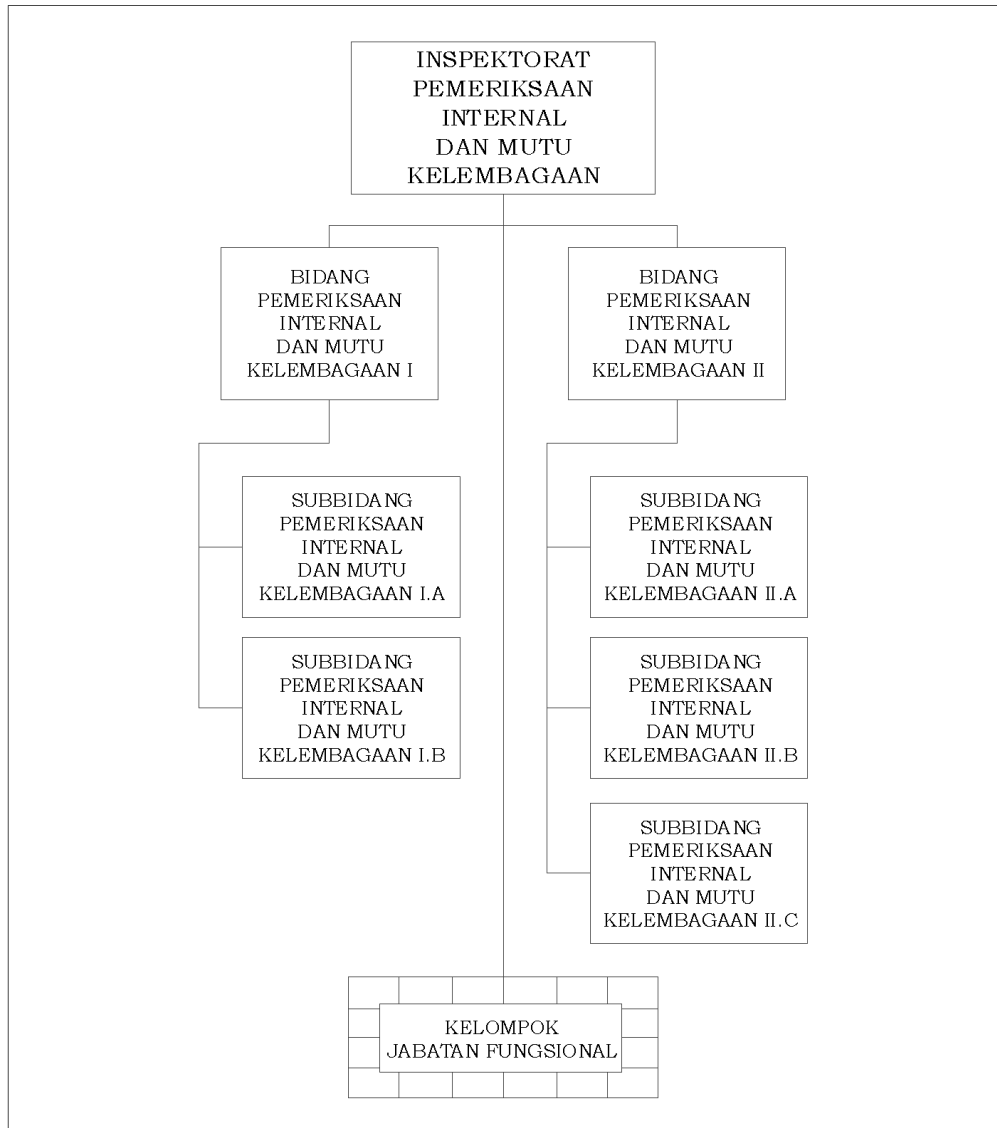 INSPEKTORAT
PEMERIKSAAN
INTERNAL
DAN MUTU
KELEMBAGAAN
BIDANG
PEMERIKSAAN
INTERNAL
DAN MUTU
KELEMBAGAAN I
BIDANG
PEMERIKSAAN
INTERNAL
DAN MUTU
KELEMBAGAAN II
SUBBIDANG
PEMERIKSAAN
INTERNAL
DAN MUTU
KELEMBAGAAN I.A
SUBBIDANG
PEMERIKSAAN
INTERNAL
DAN MUTU
KELEMBAGAAN I.B
SUBBIDANG
PEMERIKSAAN
INTERNAL
DAN MUTU
KELEMBAGAAN II.A
SUBBIDANG
PEMERIKSAAN
INTERNAL
DAN MUTU
KELEMBAGAAN II.B
SUBBIDANG
PEMERIKSAAN
INTERNAL
DAN MUTU
KELEMBAGAAN II.C
KELOMPOK
JABATAN FUNGSIONAL